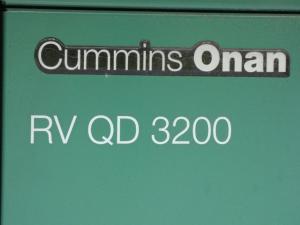 Cummins Onan
RV QD 3200